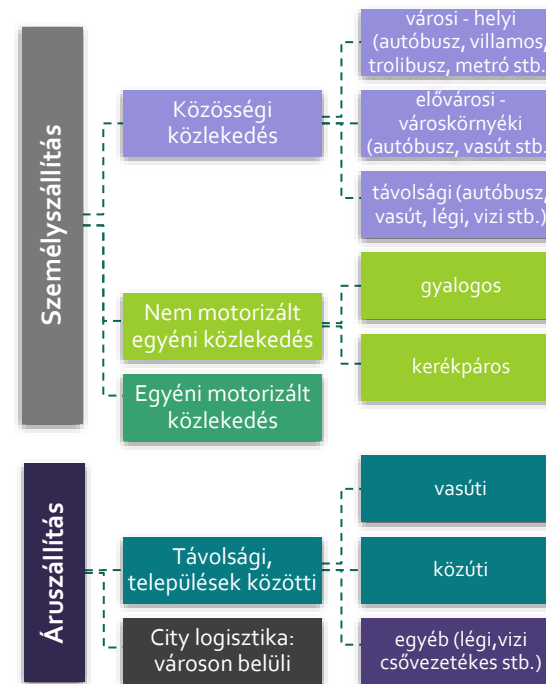 Személyszállítás
Közösségi
közlekedés
városi - helyi
(autóbusz, villamos,
trolibusz, metró stb.
elővárosi -
városkörnyéki
(autóbusz, vasút stb.
távolsági (autóbusz,
vasút, légi, vizi stb.)
Nem motorizált
egyéni közlekedés
gyalogos
kerékpáros
Egyéni motorizált
közlekedés
Áruszállítás
Távolsági,
települések közötti
vasúti
közúti
egyéb (légi,vizi
csővezetékes stb.)
City logisztika:
városon belüli